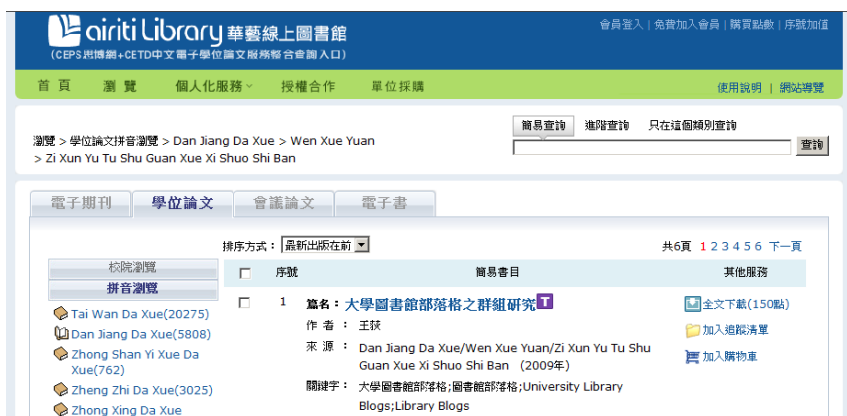 airiti Library 華藝線上圖書館
(CEPS思博網+CETD中文電子學位論文服務整合查詢入口)
會員登入 | 免費加入會員 | 購買點數 | 序號加值
首 頁 瀏 覽 個人化服務 授權合作 單位採購
使用說明 | 網站導覽
瀏覽 > 學位論文拼音瀏覽 > Dan Jiang Da Xue > Wen Xue Yuan
> Zi Xun Yu Tu Shu Guan Xue Xi Shuo Shi Ban
簡易查詢 進階查詢 只在這個類別查詢
查詢
電子期刊 學位論文 會議論文 電子書
排序方式: 最新出版在前
共6頁 1 2 3 4 5 6 下一頁
校院瀏覽
拼音瀏覽
Tai Wan Da Xue(20275)
Dan Jiang Da Xue(5808)
Zhong Shan Yi Xue Da
Xue(762)
Zheng Zhi Da Xue(3025)
Zhong Xing Da Xue
序號 簡易書目 其他服務
1 篇名:大學圖書館部落格之群組研究 T
作 者 : 王荻
來 源 : Dan Jiang Da Xue/Wen Xue Yuan/Zi Xun Yu Tu Shu
Guan Xue Xi Shuo Shi Ban (2009年)
關鍵字: 大學圖書館部落格;圖書館部落格;University Library
Blogs;Library Blogs
全文下載(150點)
加入追蹤清單
加入購物車